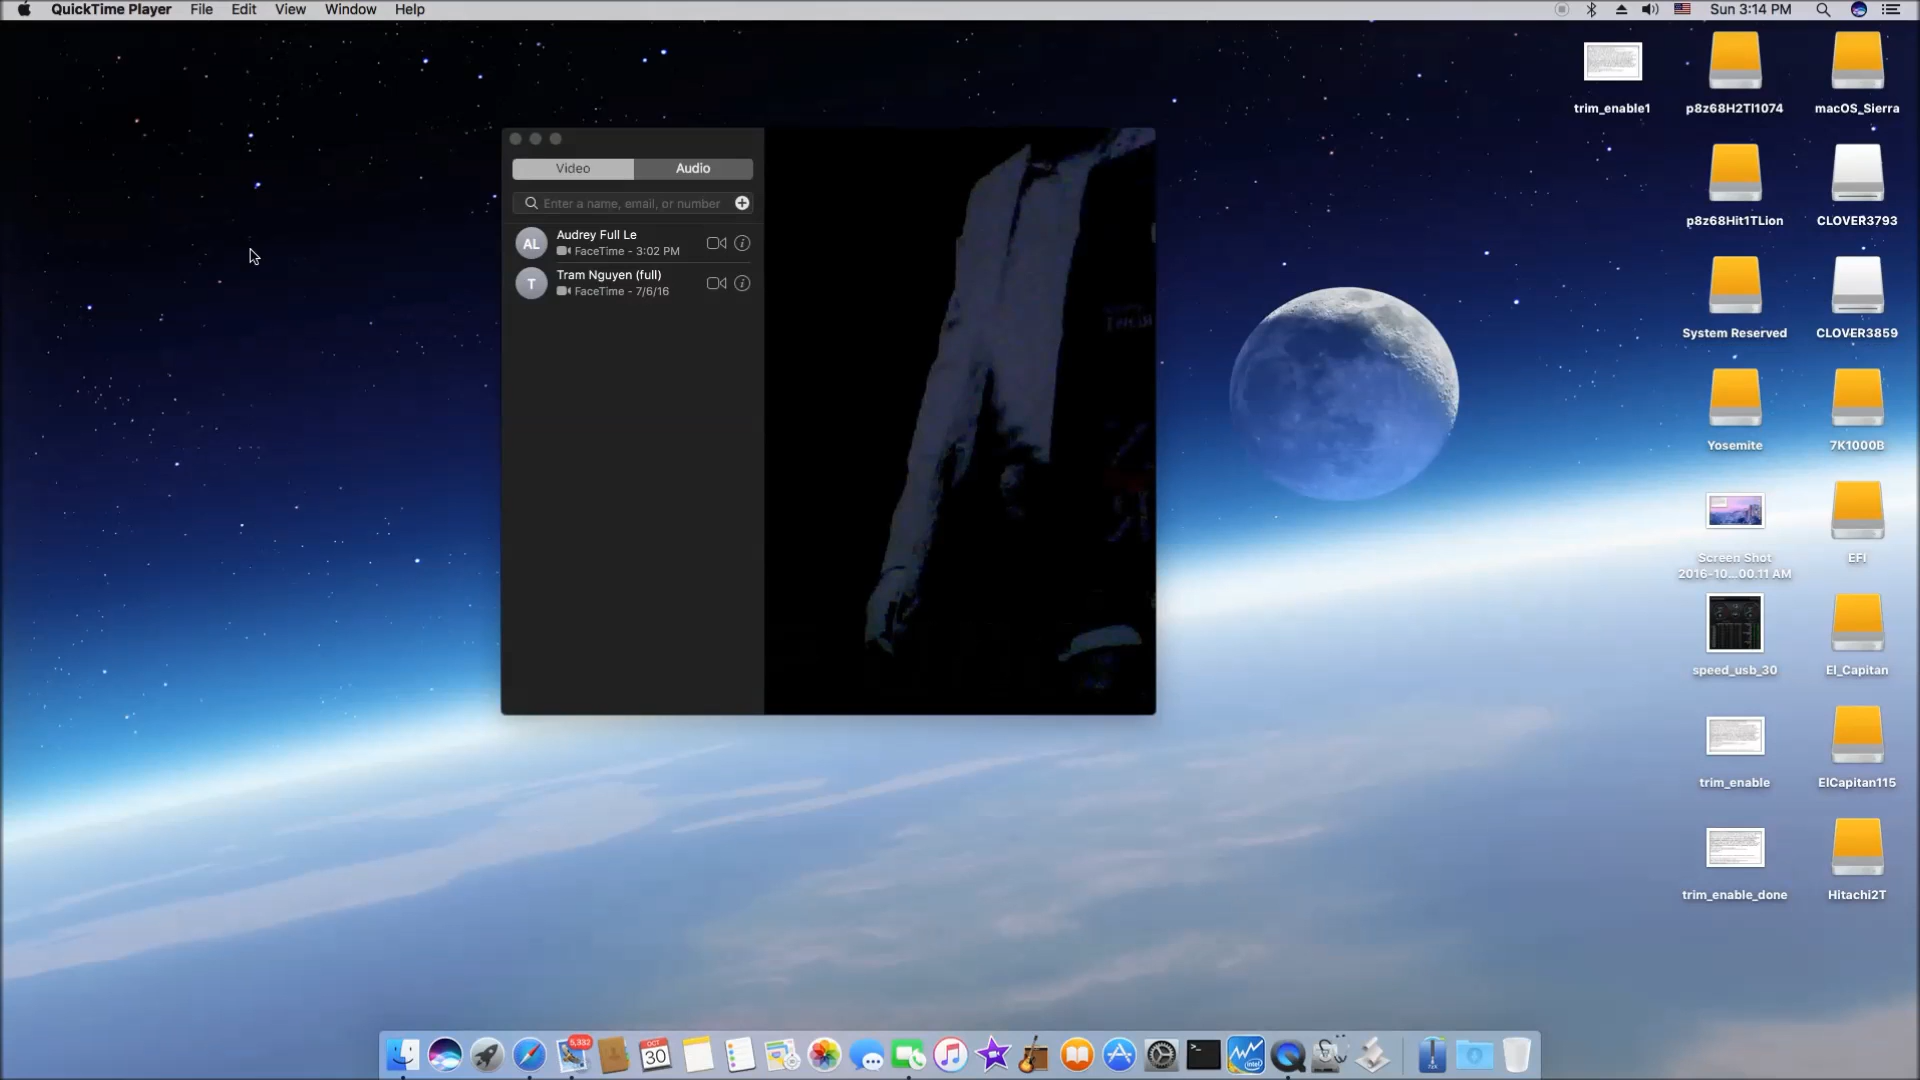 QuickTime Player File Edit View Window Help
Sun 3:14 PM
Video Audio
Enter a name, email, or number
AL
Audrey Full Le
FaceTime - 3:02 PM
T
Tram Nguyen (full)
FaceTime - 7/6/16
trim_enable1
p8z68H2TI1074
macOS_Sierra
p8z68Hit1TLion
CLOVER3793
System Reserved
CLOVER3859
Yosemite
7K1000B
Screen Shot
2016-10...00.11 AM
EFI
speed_usb_30
El_Capitan
trim_enable
ElCapitan115
trim_enable_done
Hitachi2T
5,332
OCT
30